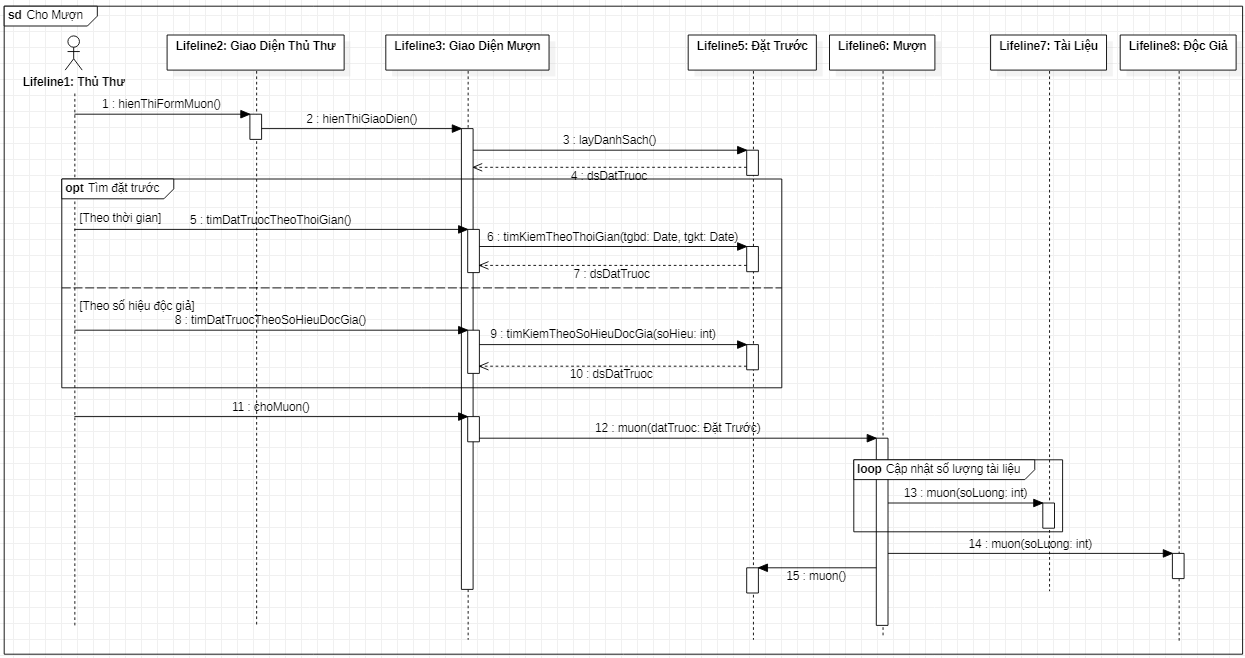 sd Cho Mượn
Lifeline1: Thủ Thư
Lifeline2: Giao Diện Thủ Thư
Lifeline3: Giao Diện Mượn
Lifeline5: Đặt Trước
Lifeline6: Mượn
Lifeline7: Tài Liệu
Lifeline8: Độc Giả
1 : hienThiFormMuon()
2 : hienThiGiaoDien()
3 : layDanhSach()
4 : dsDatTruoc
opt Tìm đặt trước
[Theo thời gian]
5 : timDatTruocTheoThoiGian()
6 : timKiemTheoThoiGian(tgbd: Date, tgkt: Date)
7 : dsDatTruoc
[Theo số hiệu độc giả]
8 : timDatTruocTheoSoHieuDocGia()
9 : timKiemTheoSoHieuDocGia(soHieu: int)
10 : dsDatTruoc
11 : choMuon()
12 : muon(datTruoc: Đặt Trước)
loop Cập nhật số lượng tài liệu
13 : muon(soLuong: int)
14 : muon(soLuong: int)
15 : muon()